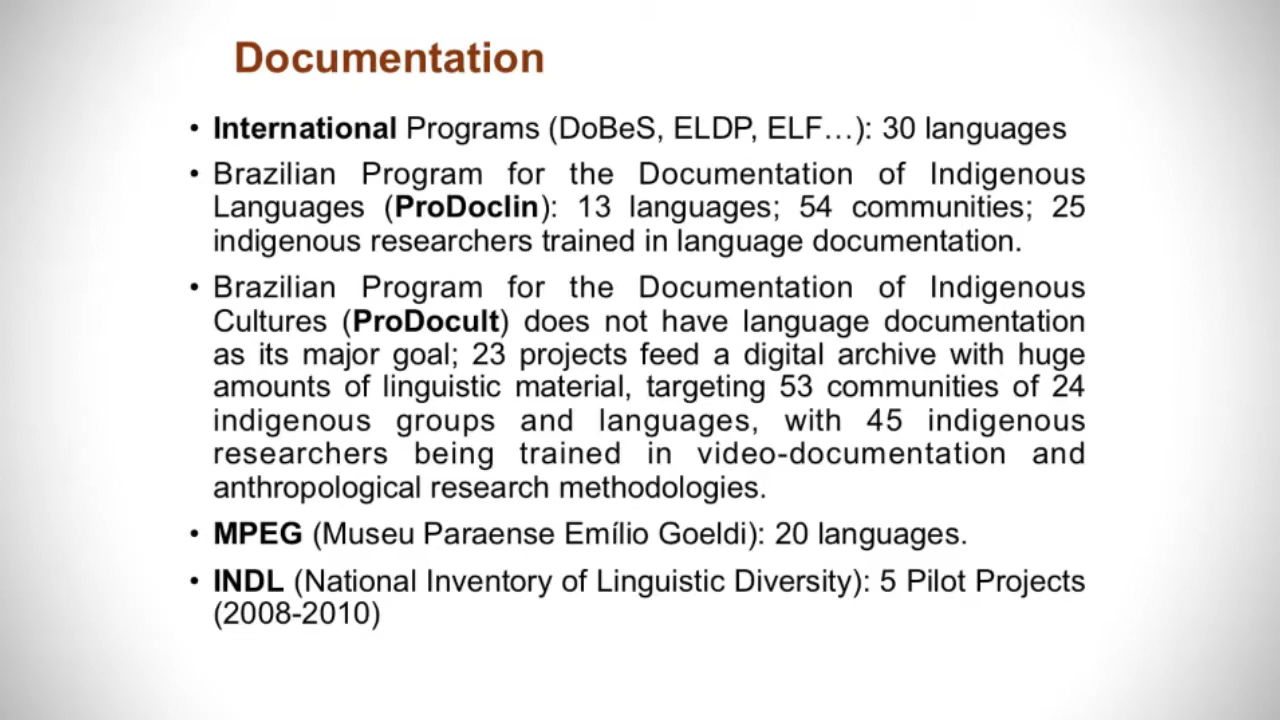 Documentation
• International Programs (DoBeS, ELDP, ELF…): 30 languages
• Brazilian Program for the Documentation of Indigenous
Languages (ProDoclin): 13 languages; 54 communities; 25
indigenous researchers trained in language documentation.
• Brazilian Program for the Documentation of Indigenous
Cultures (ProDocult) does not have language documentation
as its major goal; 23 projects feed a digital archive with huge
amounts of linguistic material, targeting 53 communities of 24
indigenous groups and languages, with 45 indigenous
researchers being trained in video-documentation and
anthropological research methodologies.
• MPEG (Museu Paraense Emílio Goeldi): 20 languages.
• INDL (National Inventory of Linguistic Diversity): 5 Pilot Projects
(2008-2010)